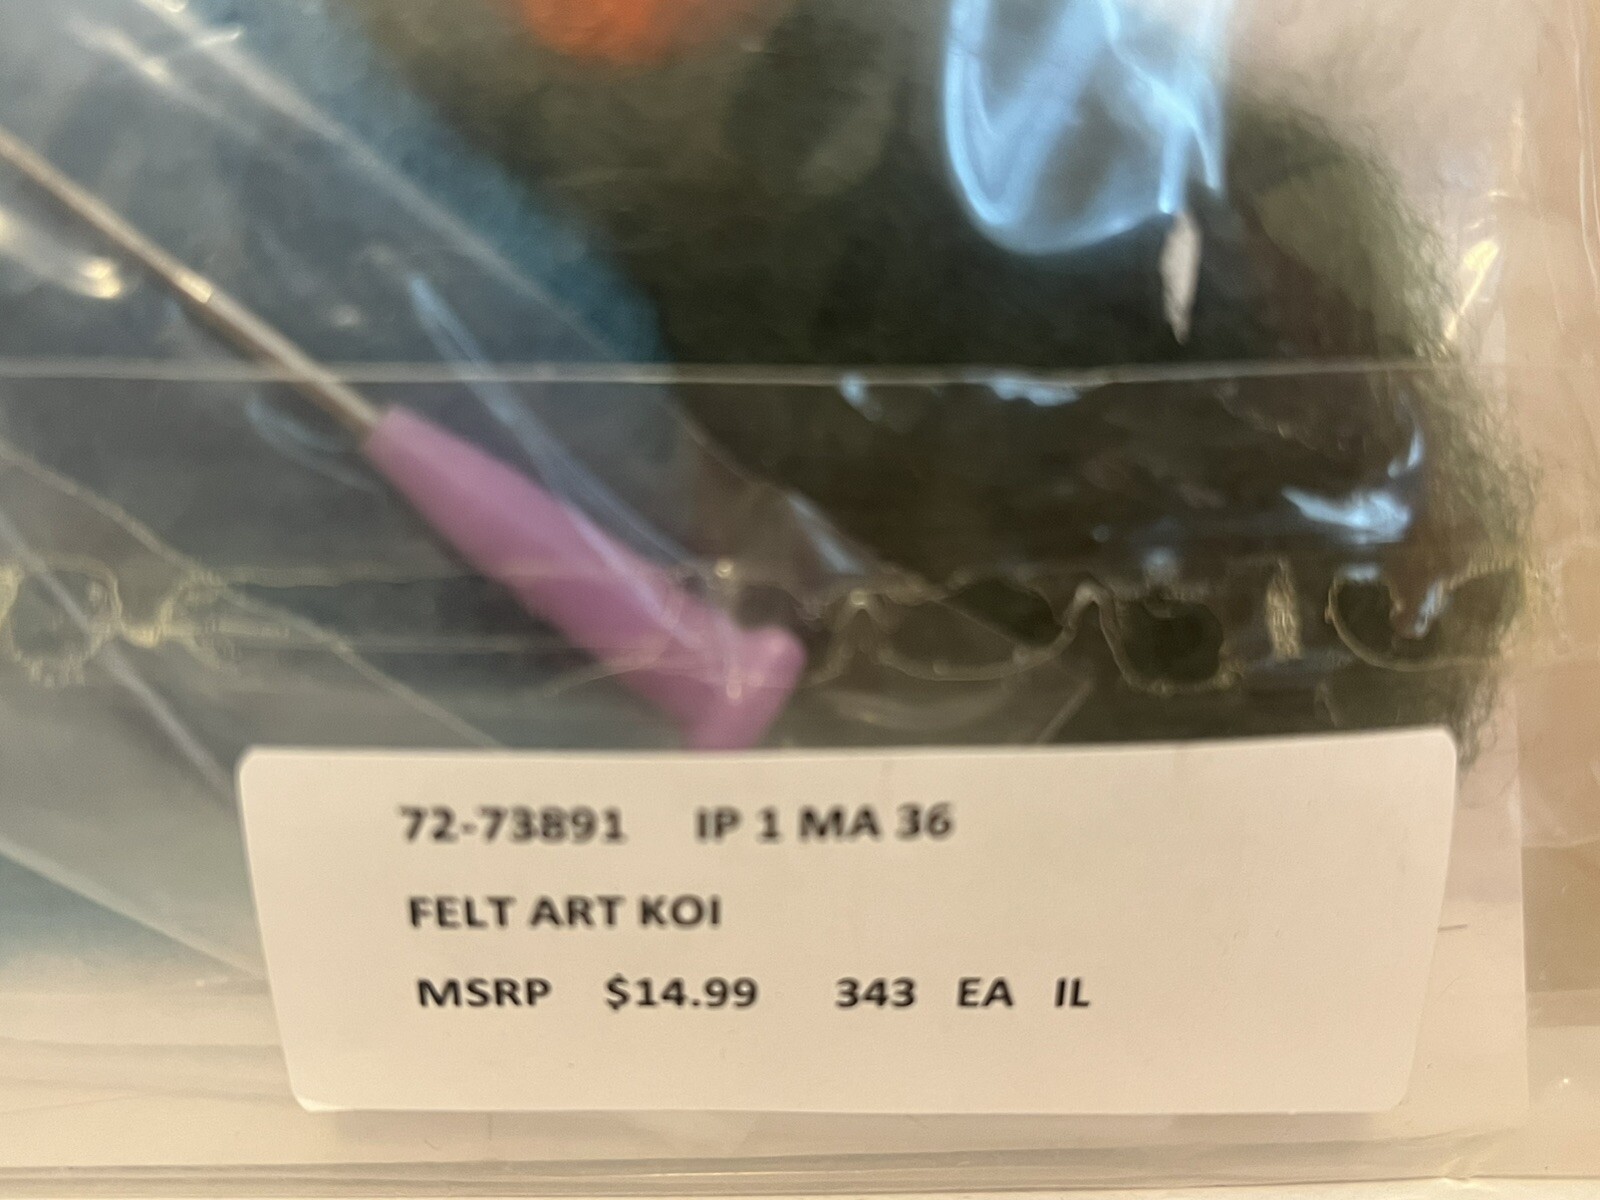 72-73891 IP 1 MA 36
FELT ART KOI
MSRP $14.99 343 EA IL